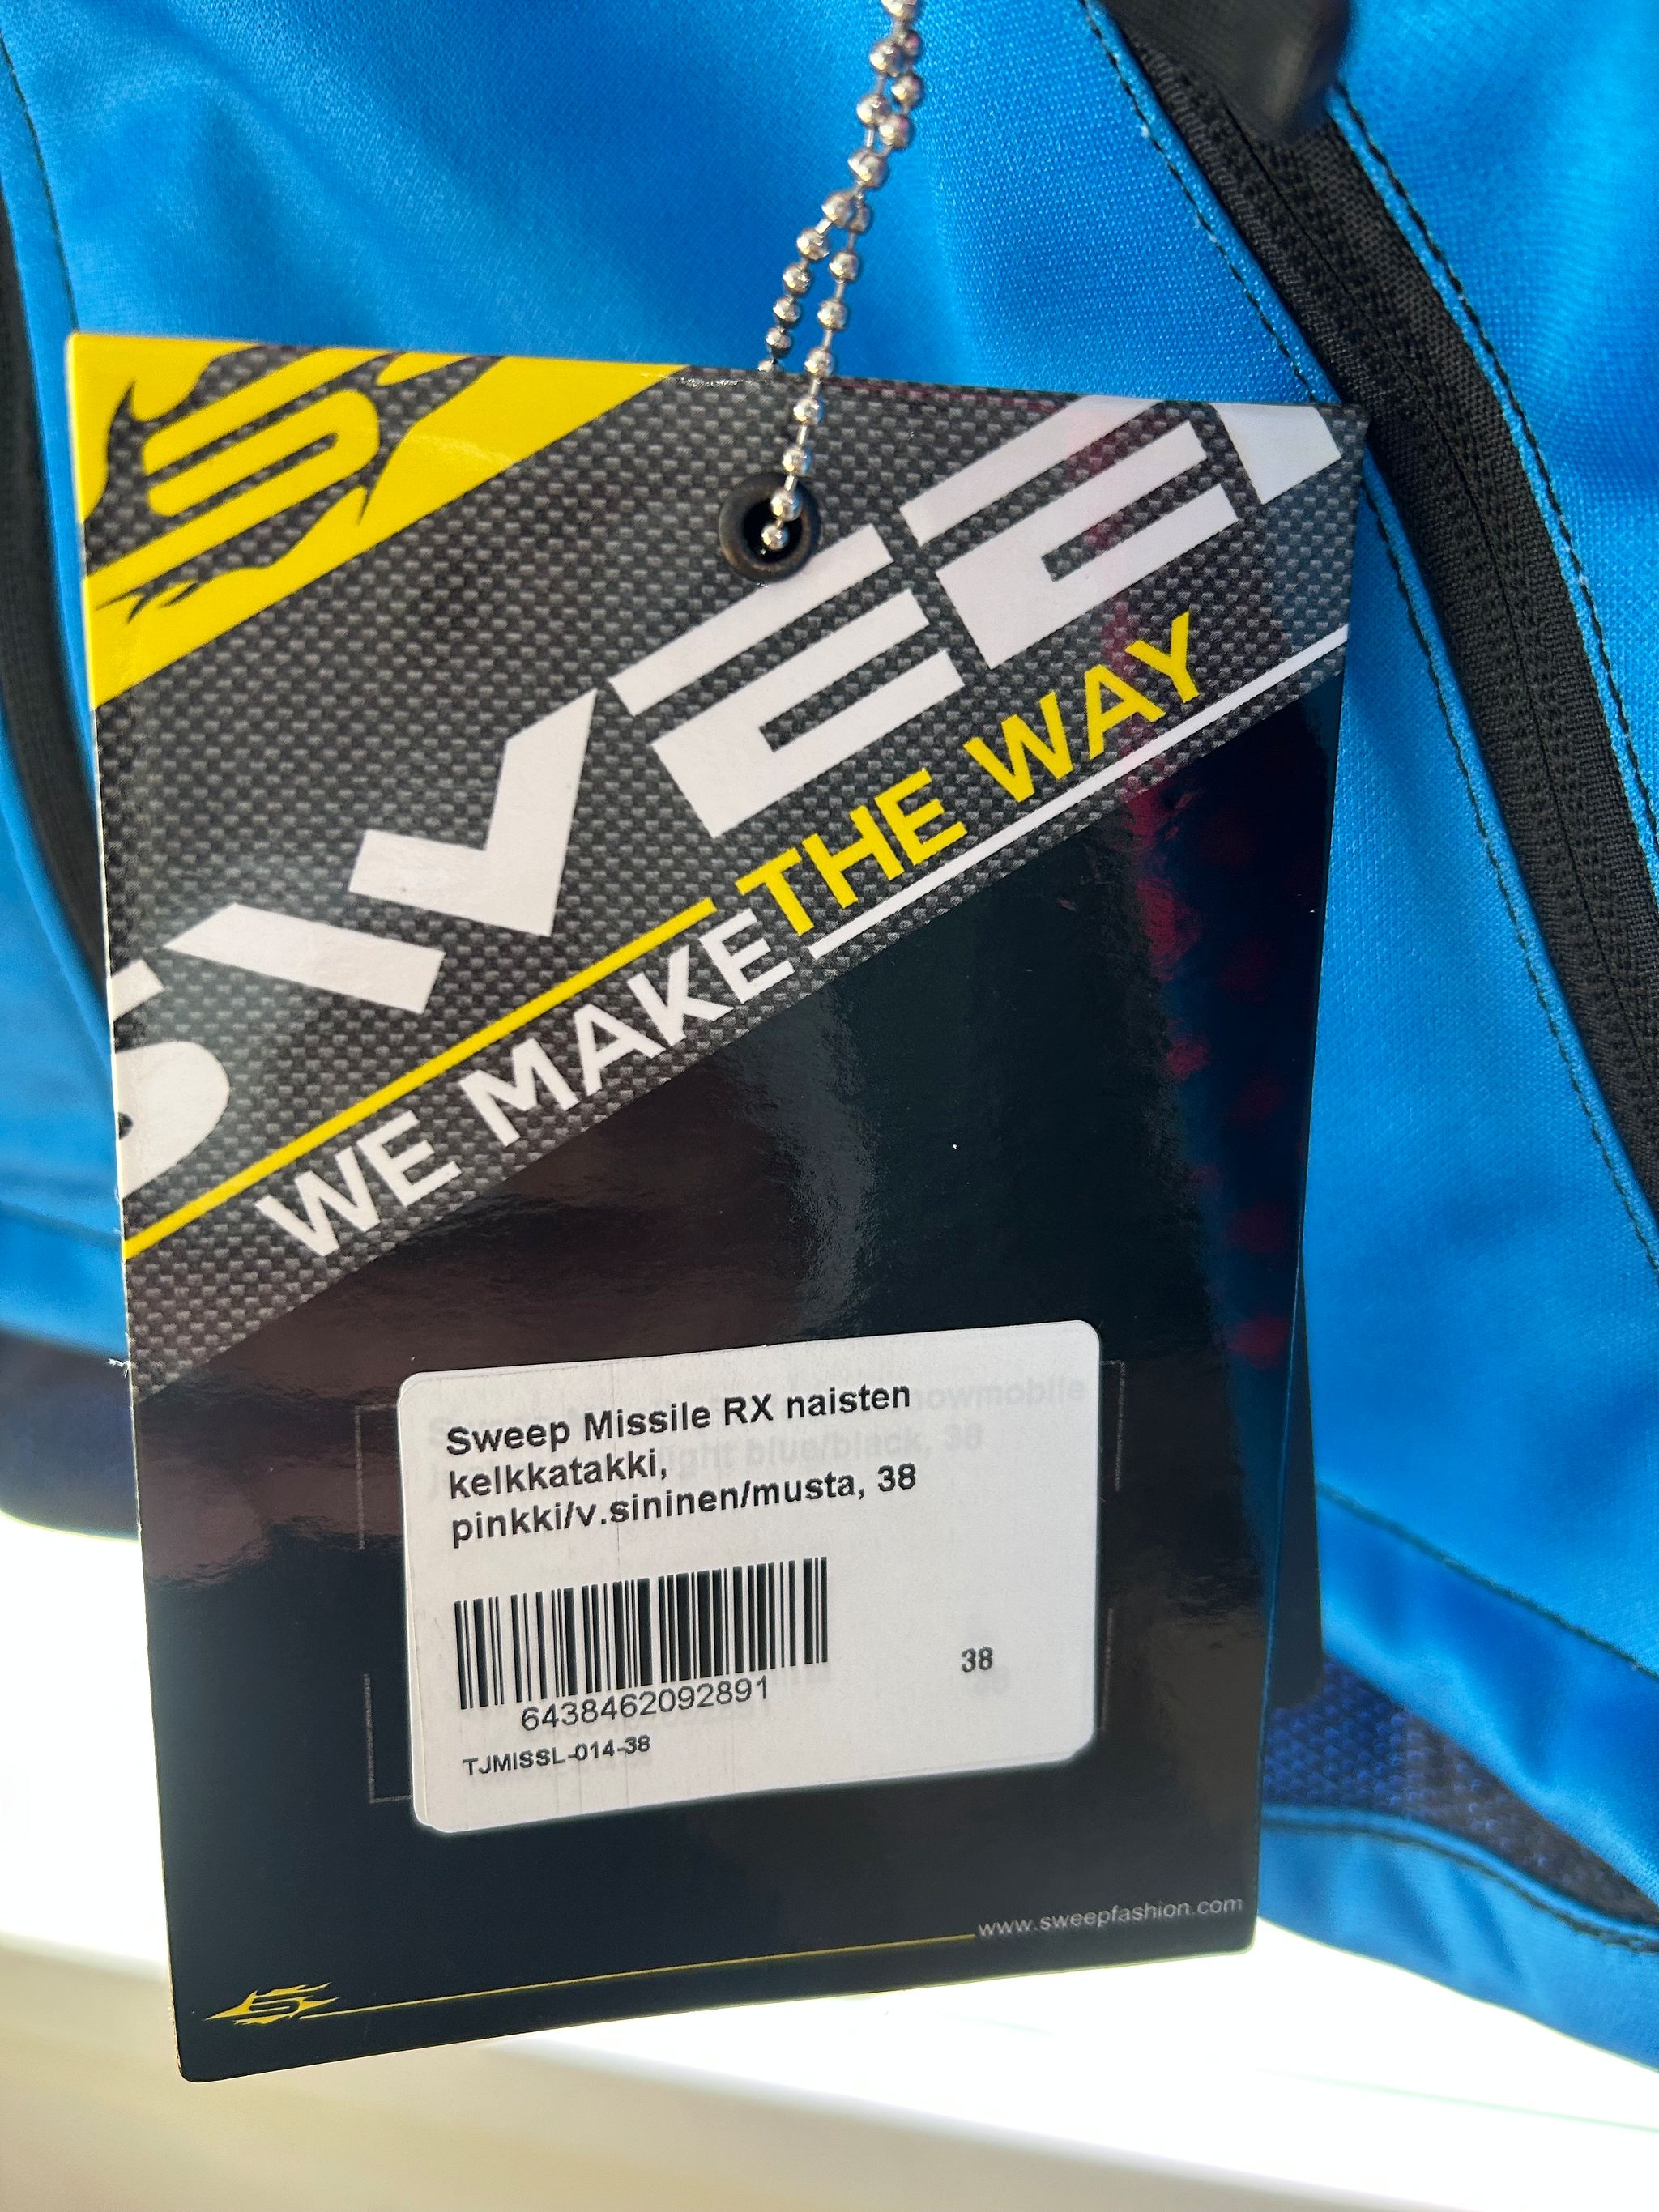 SWEEP
WE MAKE THE WAY
Sweep Missile RX naisten
kelkkatakki,
pinkki/v.sininen/musta, 38
6438462092891
38
TJMISSL-014-38
www.sweepfashion.com